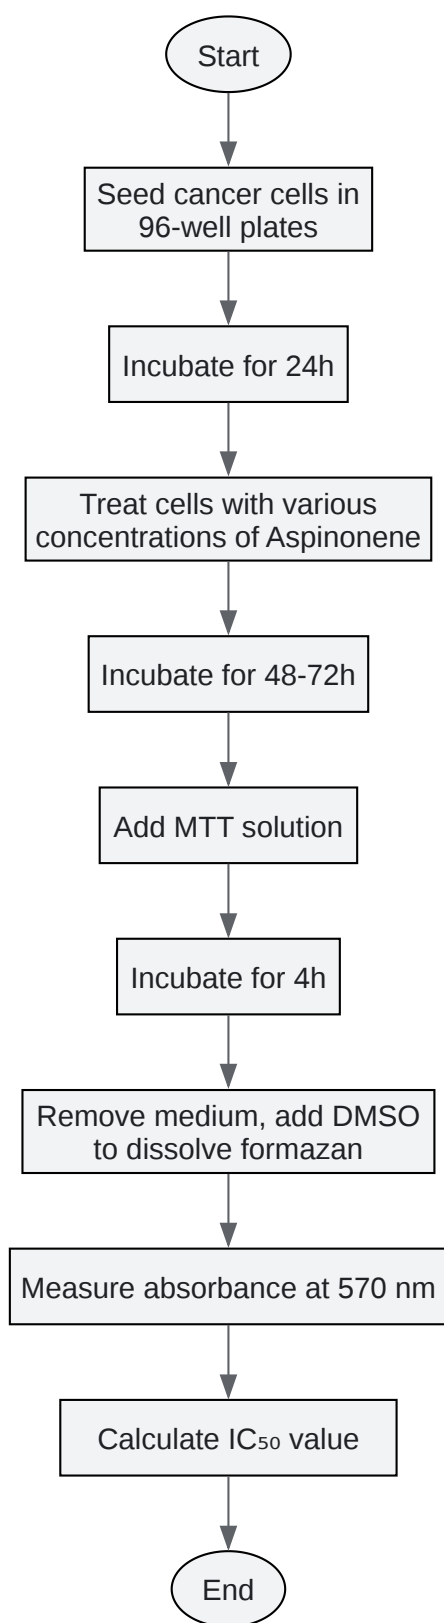 Start
Seed cancer cells in
96-well plates
Incubate for 24h
Treat cells with various
concentrations of Aspinonene
Incubate for 48-72h
Add MTT solution
Incubate for 4h
Remove medium, add DMSO
to dissolve formazan
Measure absorbance at 570 nm
Calculate IC₅₀ value
End